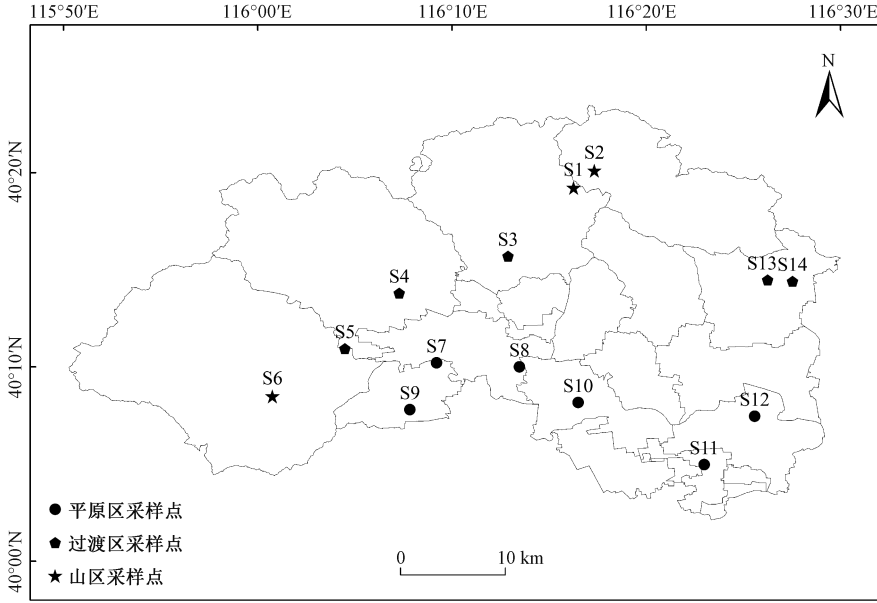 115°50′E 116°00′E 116°10′E 116°20′E 116°30′E
N
40°20′N
S2
S1
S3
S13 S14
S4
S5
40°10′N
S7
S8
S6
S10
S9
S12
S11
平原区采样点
过渡区采样点
山区采样点
0 10 km
40°00′N